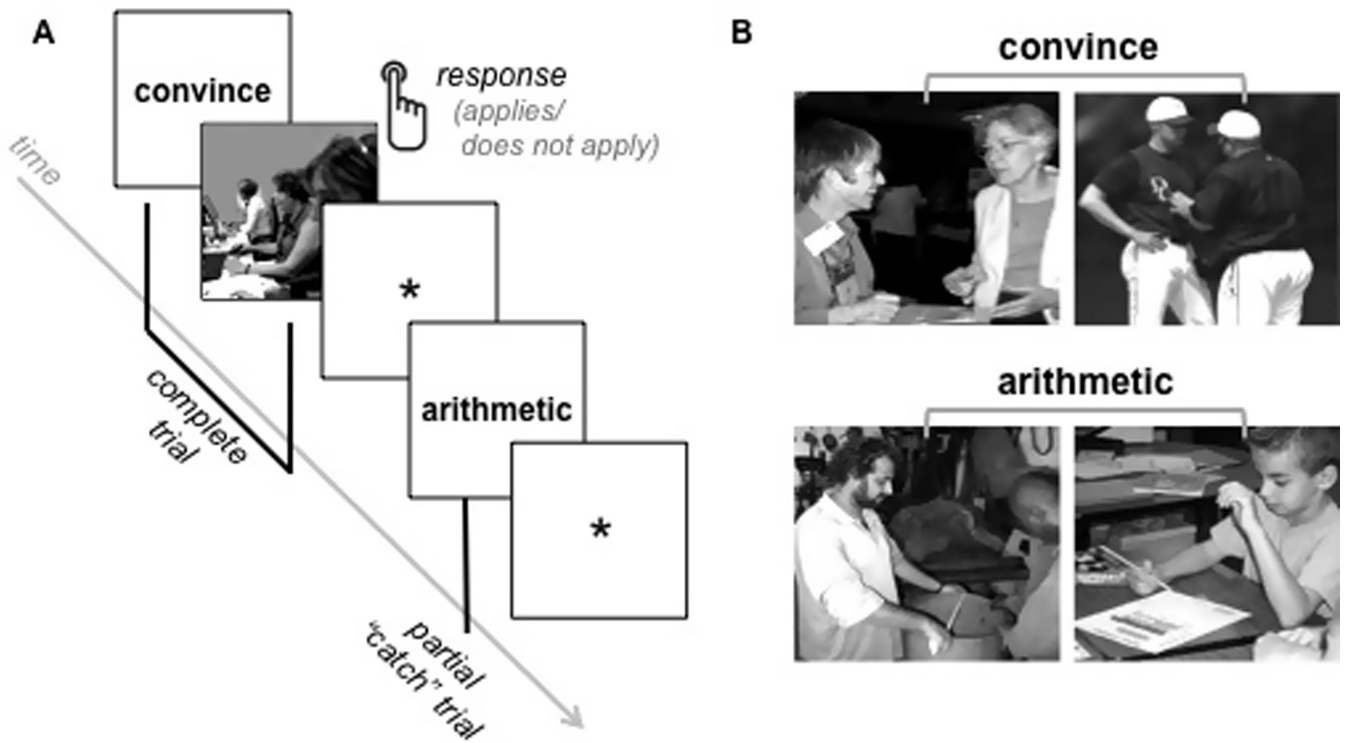 A
convince
response
(applies/
does not apply)
time
*
arithmetic
*
complete
trial
partial
"catch" trial
B
convince
arithmetic